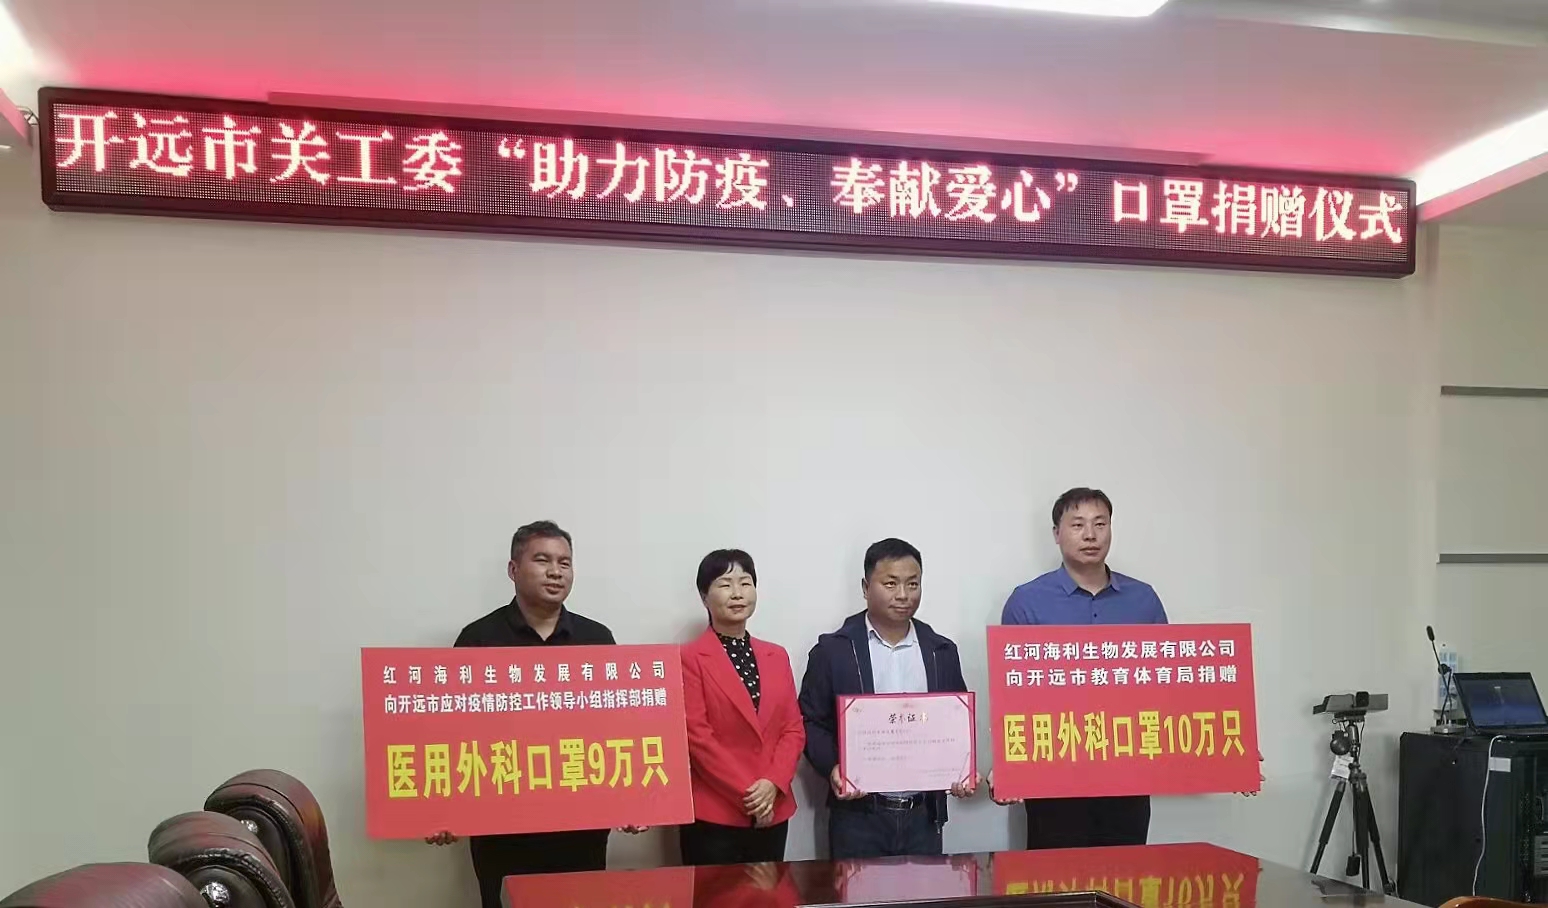 开远市关工委“助力防疫、奉献爱心”口罩捐赠仪式
红河海利生物发展有限公司
向开远市应对疫情防控工作领导小组指挥部捐赠
医用外科口罩9万只
荣誉证书
红河海利生物发展有限公司
向开远市教育体育局捐赠
医用外科口罩10万只